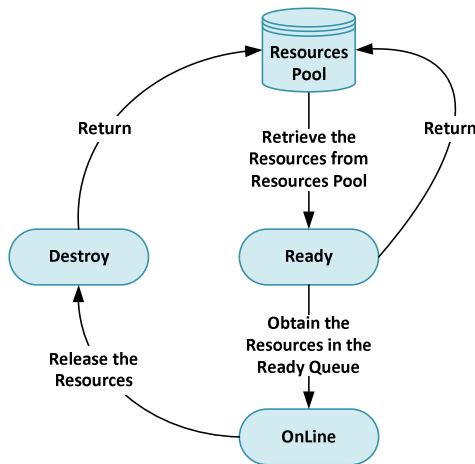 Resources
Pool
Return
Retrieve the
Resources from
Resources Pool
Return
Destroy
Ready
Obtain the
Resources in the
Ready Queue
Release the
Resources
OnLine